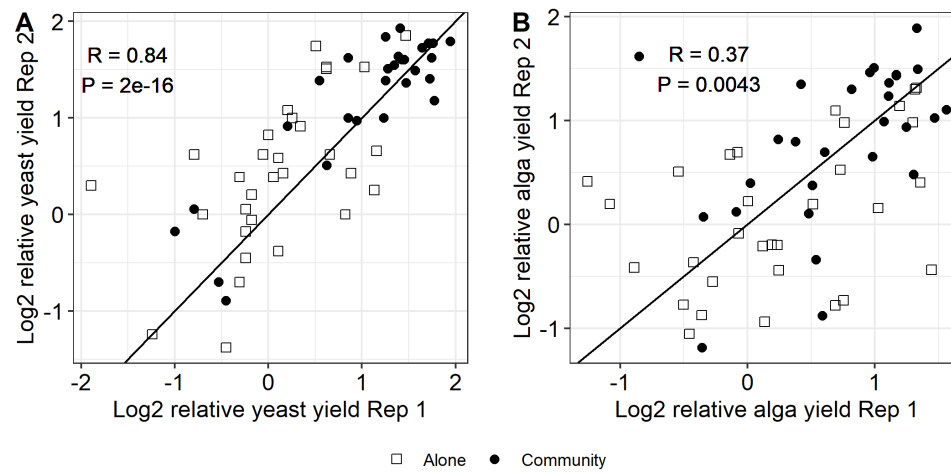 A
Log2 relative yeast yield Rep 2
2
1
0
-1
R = 0.84
P = 2e-16
-2
-1
0
1
2
Log2 relative yeast yield Rep 1
B
Log2 relative alga yield Rep 2
2
1
0
-1
R = 0.37
P = 0.0043
-1
0
1
Log2 relative alga yield Rep 1
Alone
Community